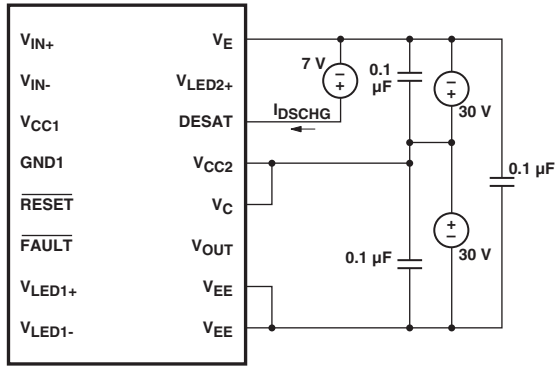 V_IN+ V_E
V_IN- V_LED2+
V_CC1 DESAT
GND1 V_CC2
RESET V_C
FAULT V_OUT
V_LED1+ V_EE
V_LED1- V_EE
7 V
0.1
µF
30 V
I_DSCHG
0.1 µF
0.1 µF
30 V